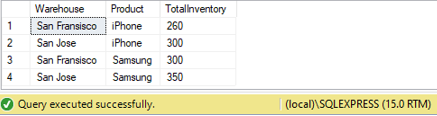 Warehouse Product TotalInventory
1 San Fransisco iPhone 260
2 San Jose iPhone 300
3 San Fransisco Samsung 300
4 San Jose Samsung 350
Query executed successfully. (local)\SQLEXPRESS (15.0 RTM)